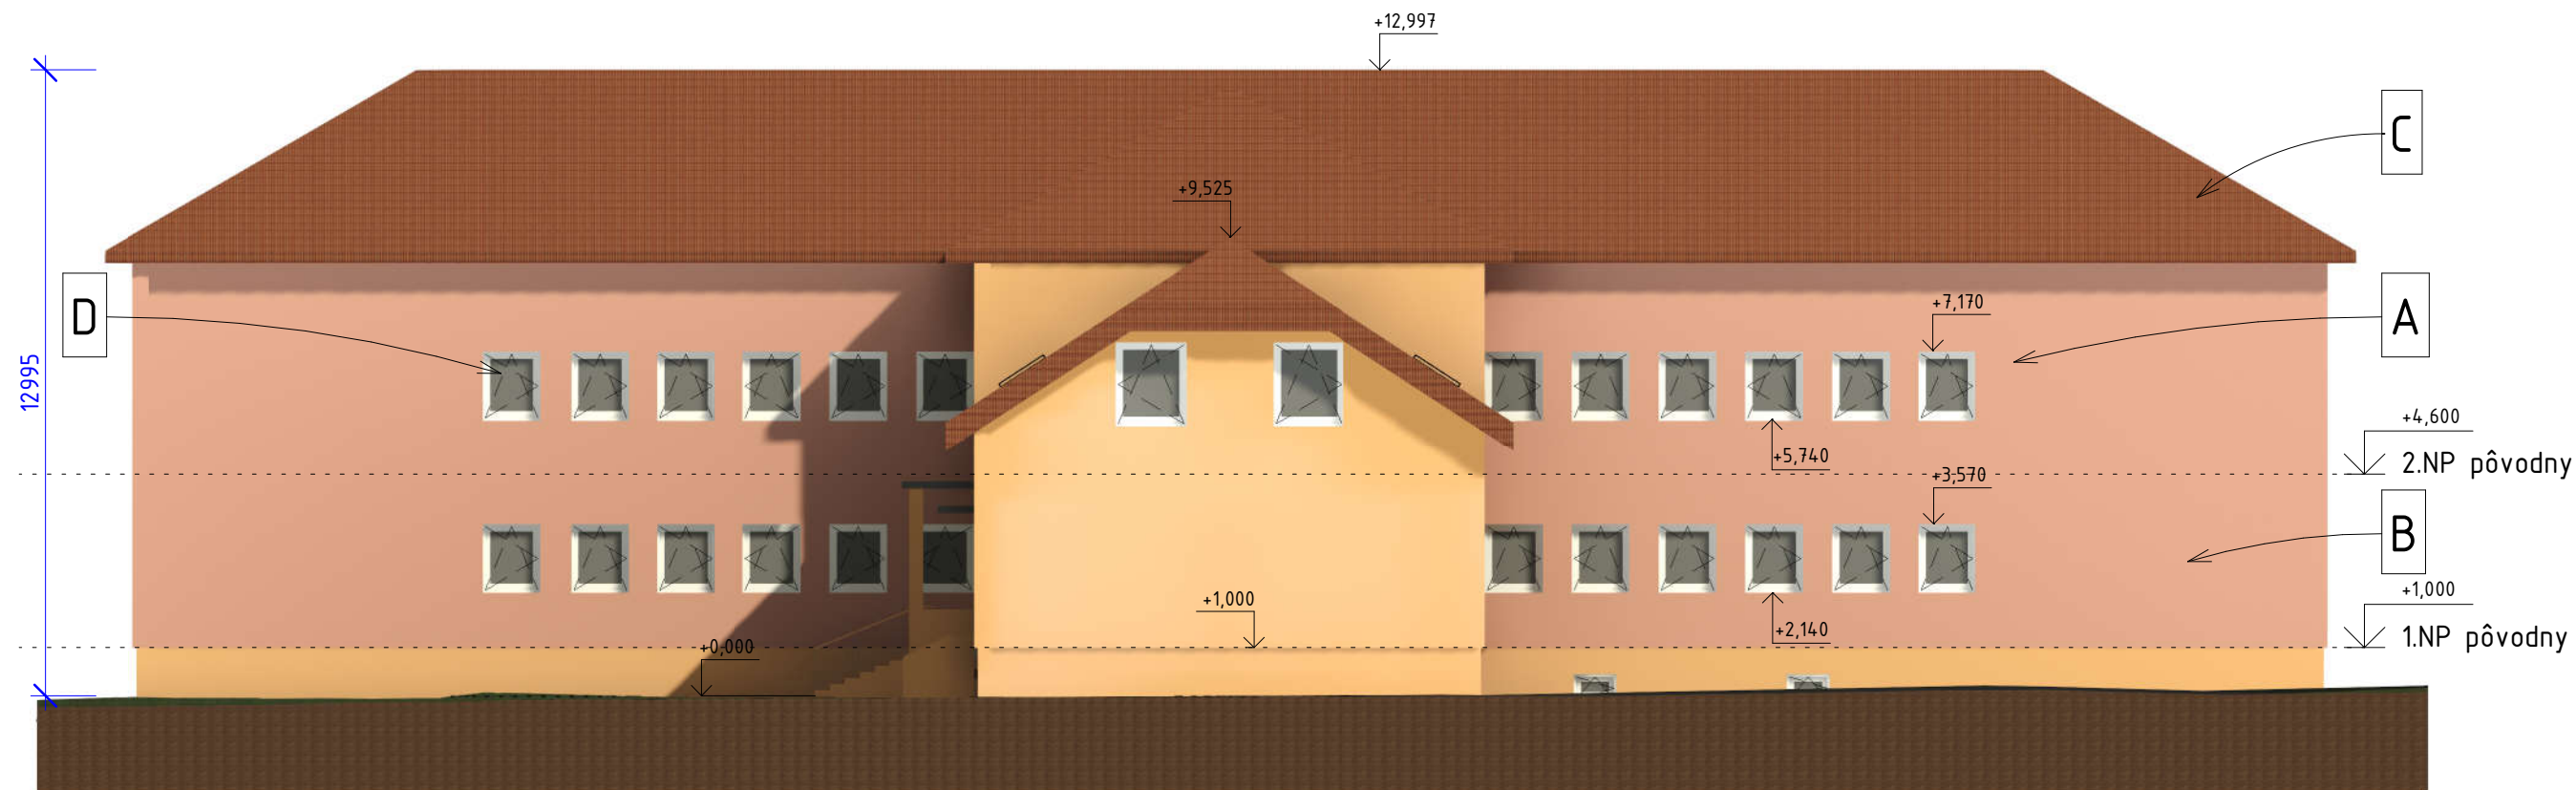 +12,997
C
+9,525
D
+7,170
A
12995
+4,600
+5,740
2.NP pôvodny
+3,570
B
+1,000
+1,000
+2,140
1.NP pôvodny
+0,000